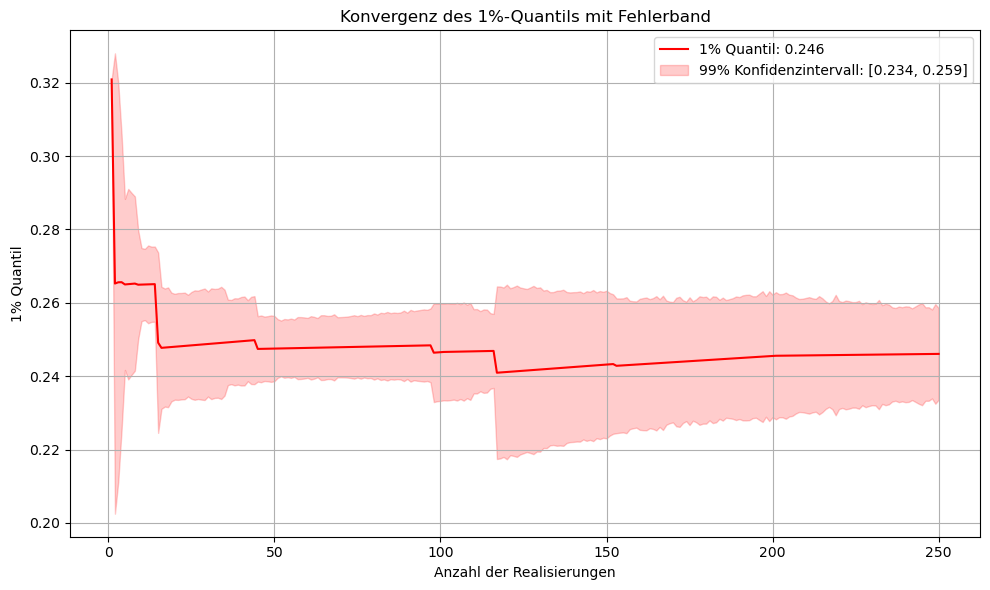 Konvergenz des 1%-Quantils mit Fehlerband
1% Quantil: 0.246
99% Konfidenzintervall: [0.234, 0.259]
1% Quantil
0.32
0.30
0.28
0.26
0.24
0.22
0.20
0 50 100 150 200 250
Anzahl der Realisierungen